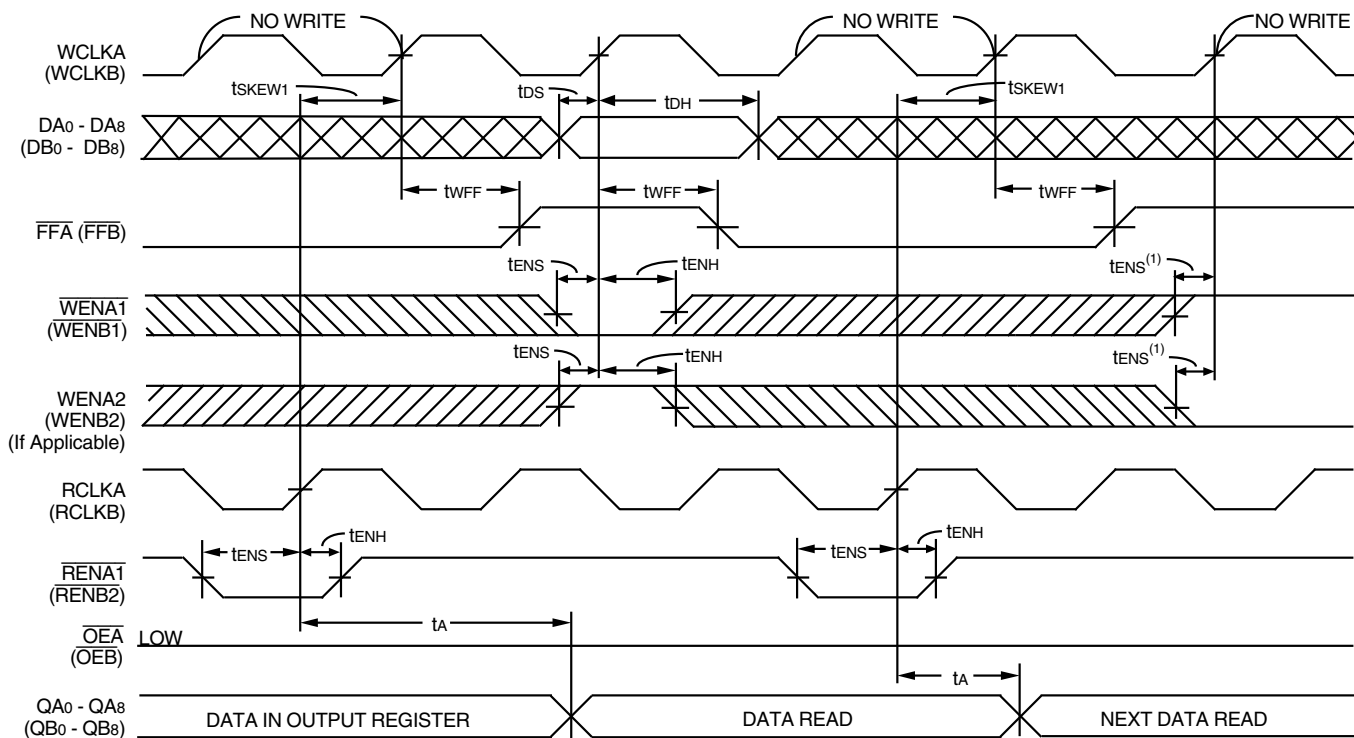 NO WRITE
NO WRITE
NO WRITE
WCLKA
(WCLKB)
tSKEW1
tDS
tDH
tSKEW1
DA0 - DA8
(DB0 - DB8)
tWFF
tWFF
tWFF
FFA (FFB)
tENS
tENH
tENS(1)
WENA1
(WENB1)
tENS
tENH
tENS(1)
WENA2
(WENB2)
(If Applicable)
RCLKA
(RCLKB)
tENS
tENH
tENS
tENH
RENA1
(RENB2)
tA
OEA
(OEB)
LOW
tA
QA0 - QA8
(QB0 - QB8)
DATA IN OUTPUT REGISTER
DATA READ
NEXT DATA READ